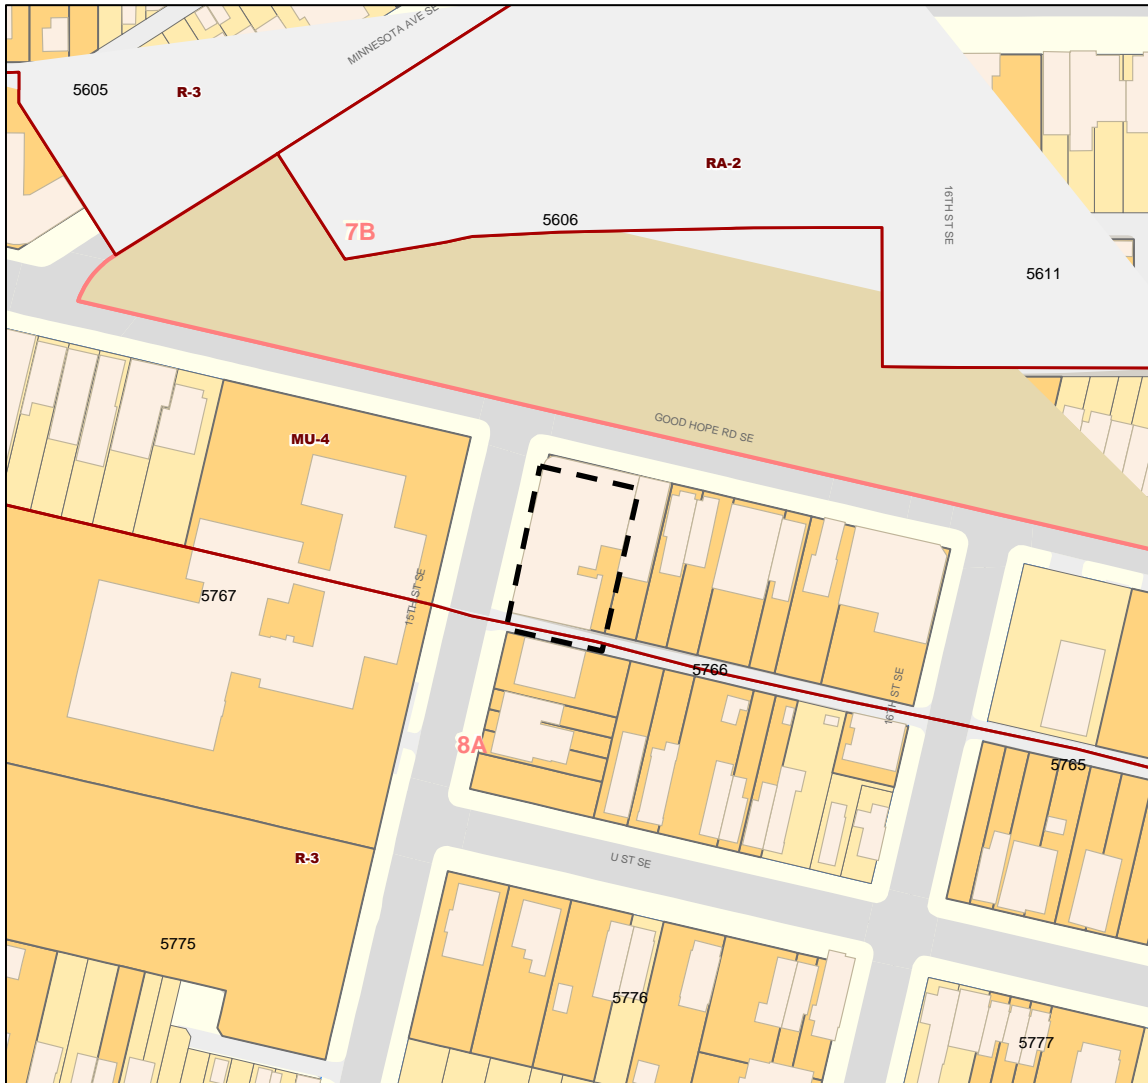 MINNESOTA AVE SE
5605
R-3
RA-2
16TH ST SE
5606
7B
5611
GOOD HOPE RD SE
MU-4
15TH ST SE
5767
5766
16TH ST SE
8A
5765
U ST SE
R-3
5775
5776
5777